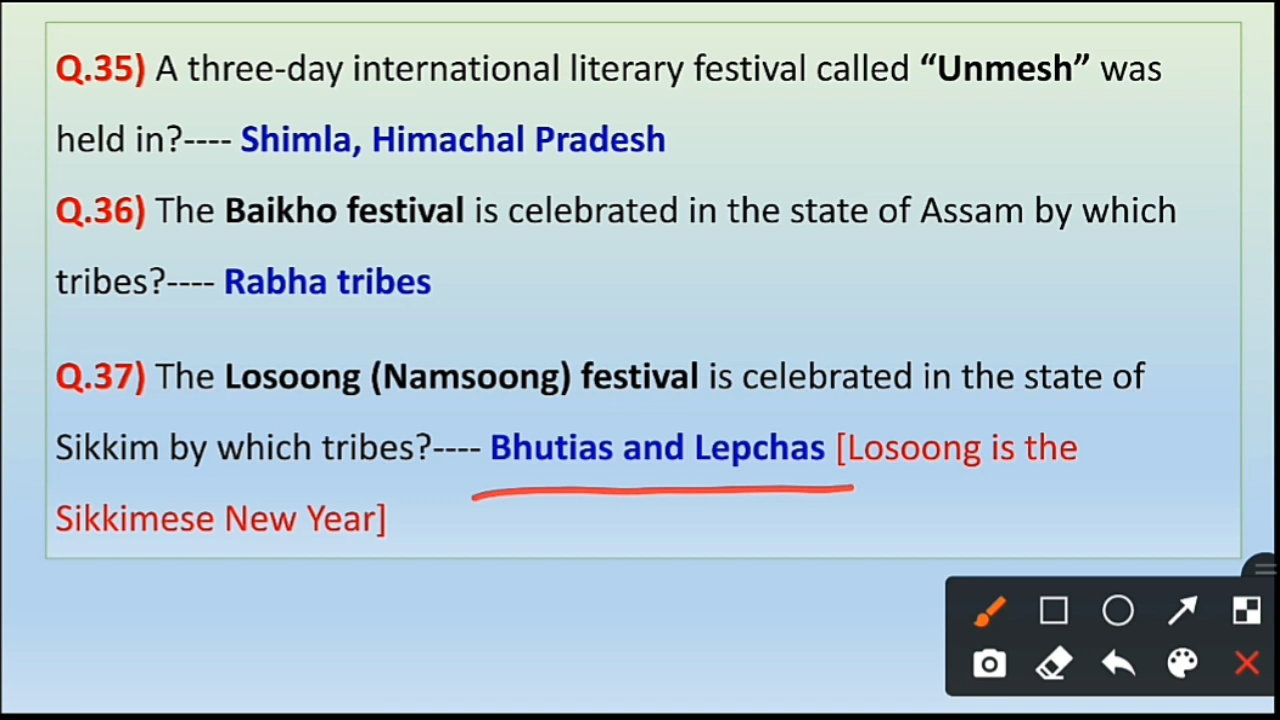 Q.35) A three-day international literary festival called “Unmesh” was
held in?---- Shimla, Himachal Pradesh
Q.36) The Baikho festival is celebrated in the state of Assam by which
tribes?---- Rabha tribes
Q.37) The Losoong (Namsoong) festival is celebrated in the state of
Sikkim by which tribes?---- Bhutias and Lepchas [Losoong is the
Sikkimese New Year]